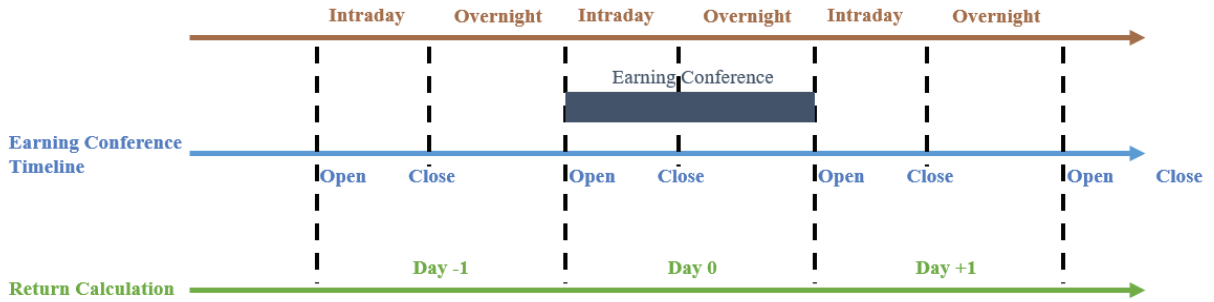 Intraday Overnight Intraday Overnight Intraday Overnight
Earning Conference
Earning Conference
Timeline
Open Close Open Close Open Close Open Close
Day -1 Day 0 Day +1
Return Calculation